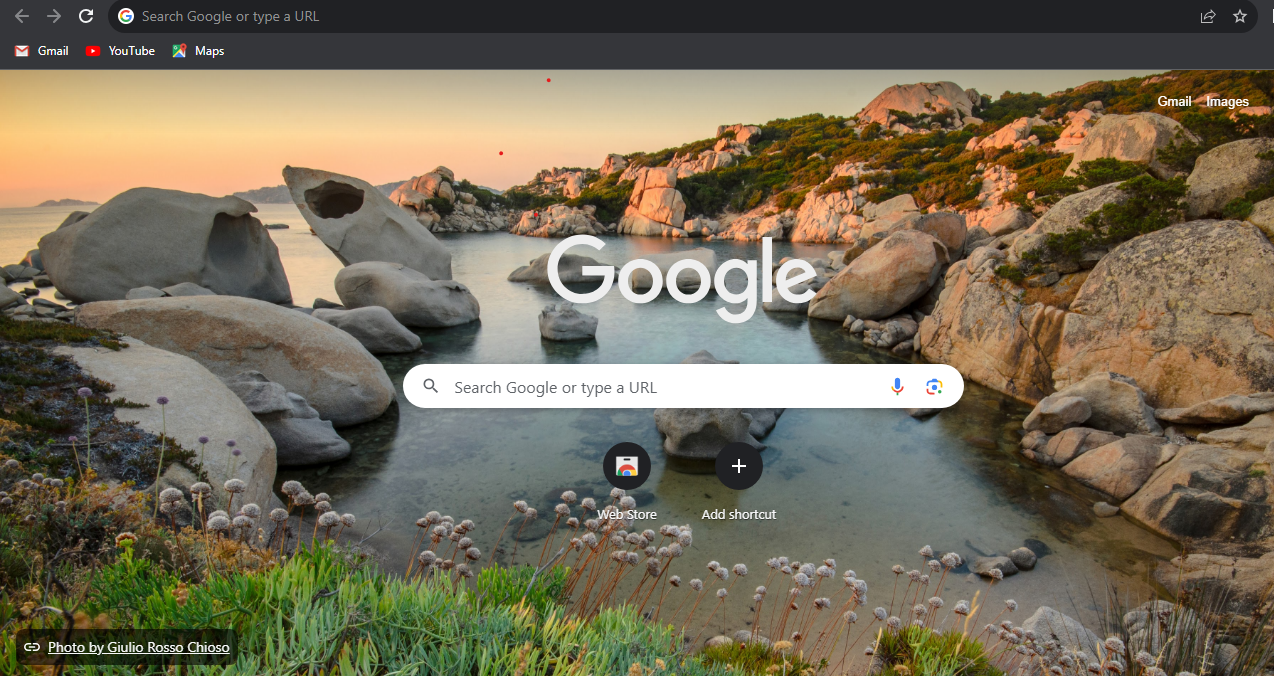 Search Google or type a URL
Gmail YouTube Maps
Gmail Images
Google
Search Google or type a URL
Web Store Add shortcut
Photo by Giulio Rosso Chioso